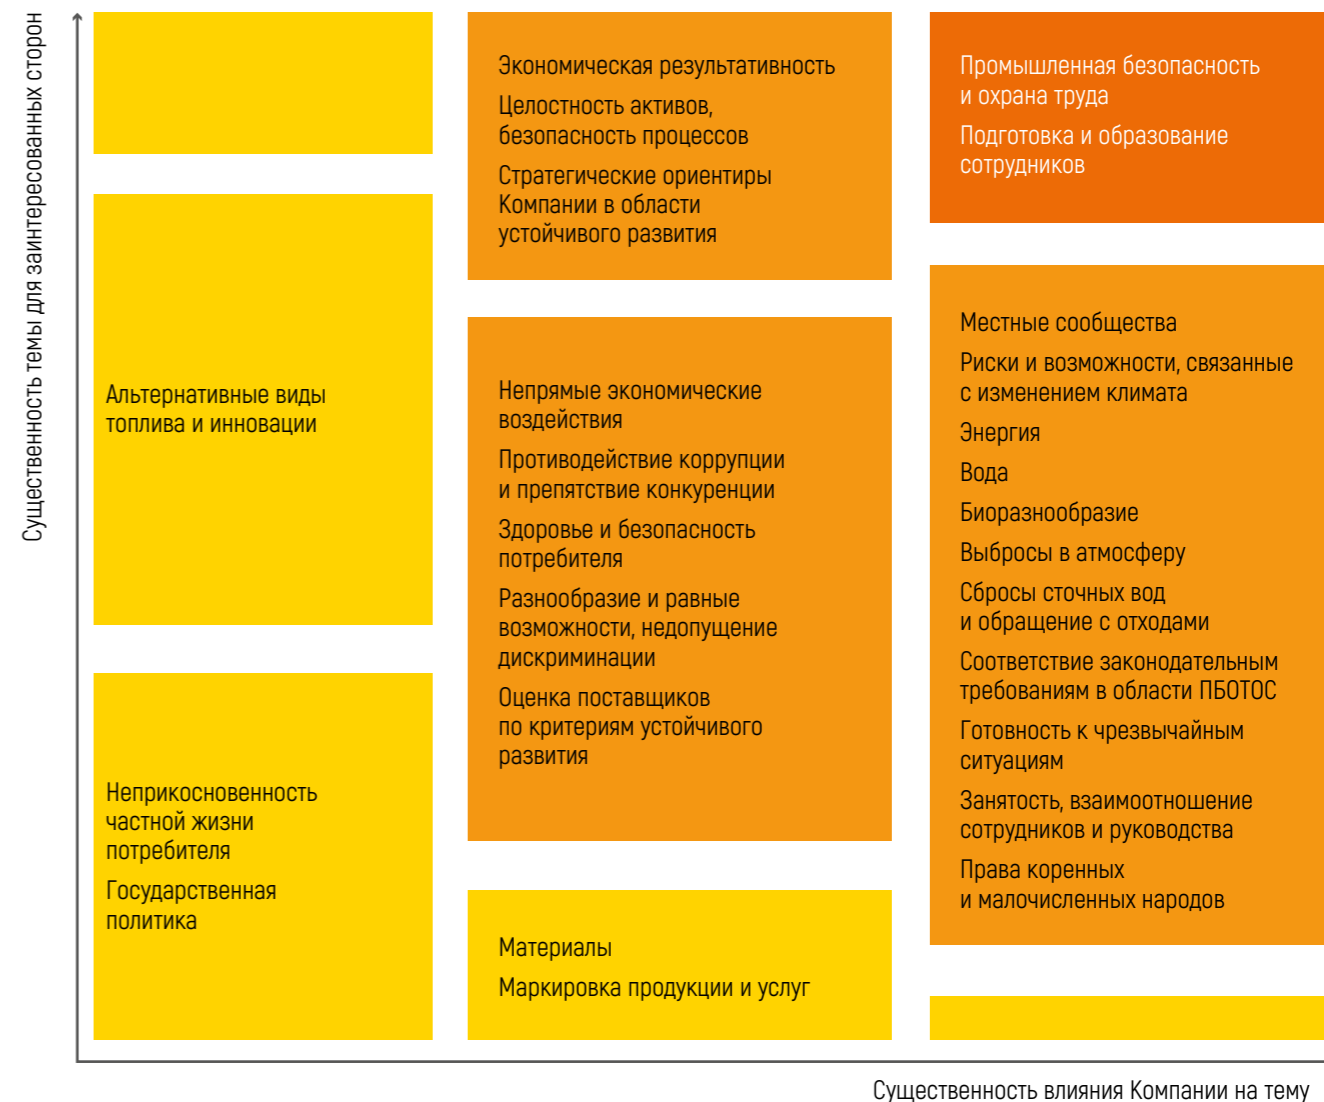 Существенность темы для заинтересованных сторон
Альтернативные виды
топлива и инновации
Неприкосновенность
частной жизни
потребителя
Государственная
политика
Экономическая результативность
Целостность активов,
безопасность процессов
Стратегические ориентиры
Компании в области
устойчивого развития
Непрямые экономические
воздействия
Противодействие коррупции
и препятствие конкуренции
Здоровье и безопасность
потребителя
Разнообразие и равные
возможности, недопущение
дискриминации
Оценка поставщиков
по критериям устойчивого
развития
Материалы
Маркировка продукции и услуг
Промышленная безопасность
и охрана труда
Подготовка и образование
сотрудников
Местные сообщества
Риски и возможности, связанные
с изменением климата
Энергия
Вода
Биоразнообразие
Выбросы в атмосферу
Сбросы сточных вод
и обращение с отходами
Соответствие законодательным
требованиям в области ПБОТОС
Готовность к чрезвычайным
ситуациям
Занятость, взаимоотношение
сотрудников и руководства
Права коренных
и малочисленных народов
Существенность влияния Компании на тему